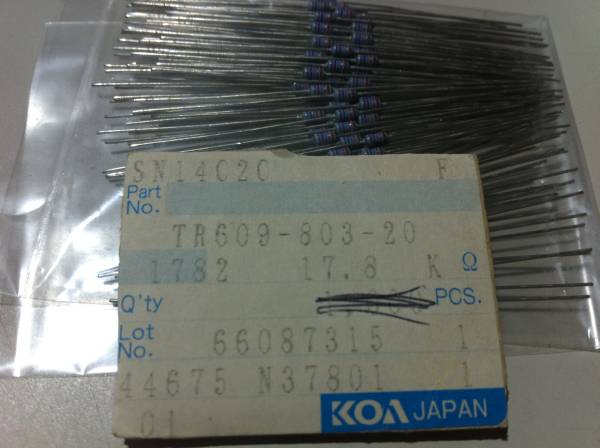 SN14C2C F
Part No.
TR609-803-20
1782 17.8 K Ω
Q'ty PCS.
Lot No. 66087315 1
44675 N37801 1
01
KOA JAPAN